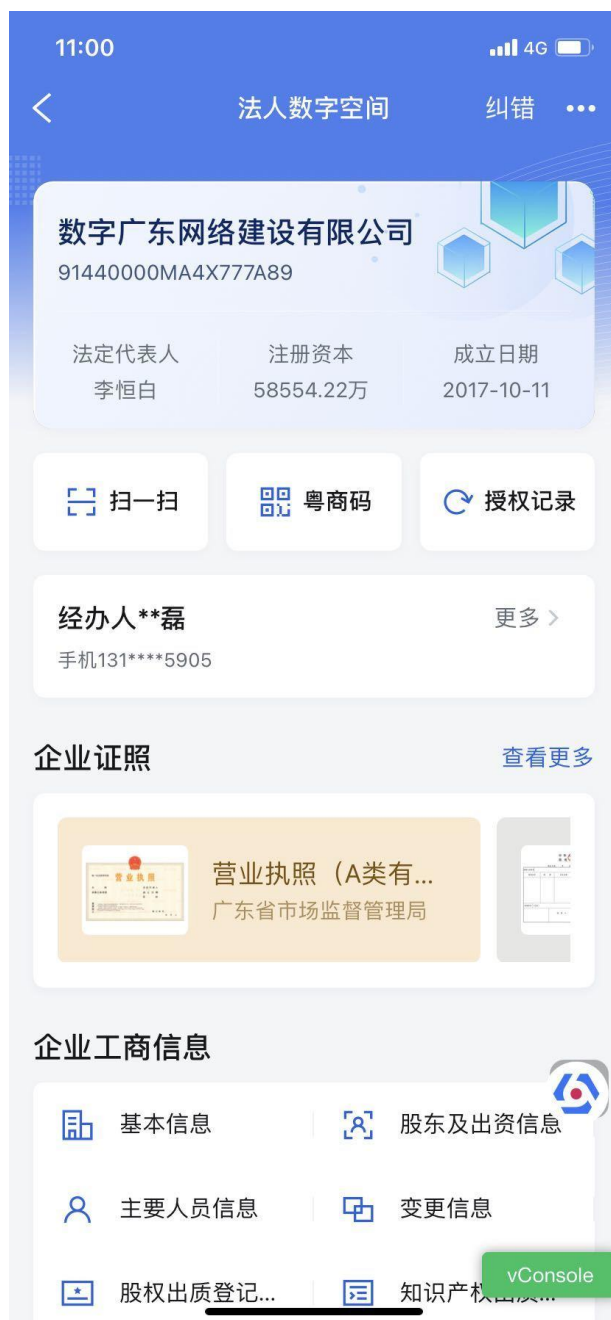 11:00
4G
法人数字空间
纠错
数字广东网络建设有限公司
91440000MA4X777A89
法定代表人
注册资本
成立日期
李恒白
58554.22万
2017-10-11
扫一扫
粤商码
授权记录
经办人**磊
更多
手机131****5905
企业证照
查看更多
营业执照
营业执照（A类有...
广东省市场监督管理局
企业工商信息
基本信息
股东及出资信息
主要人员信息
变更信息
股权出质登记...
知识产权出质...
vConsole